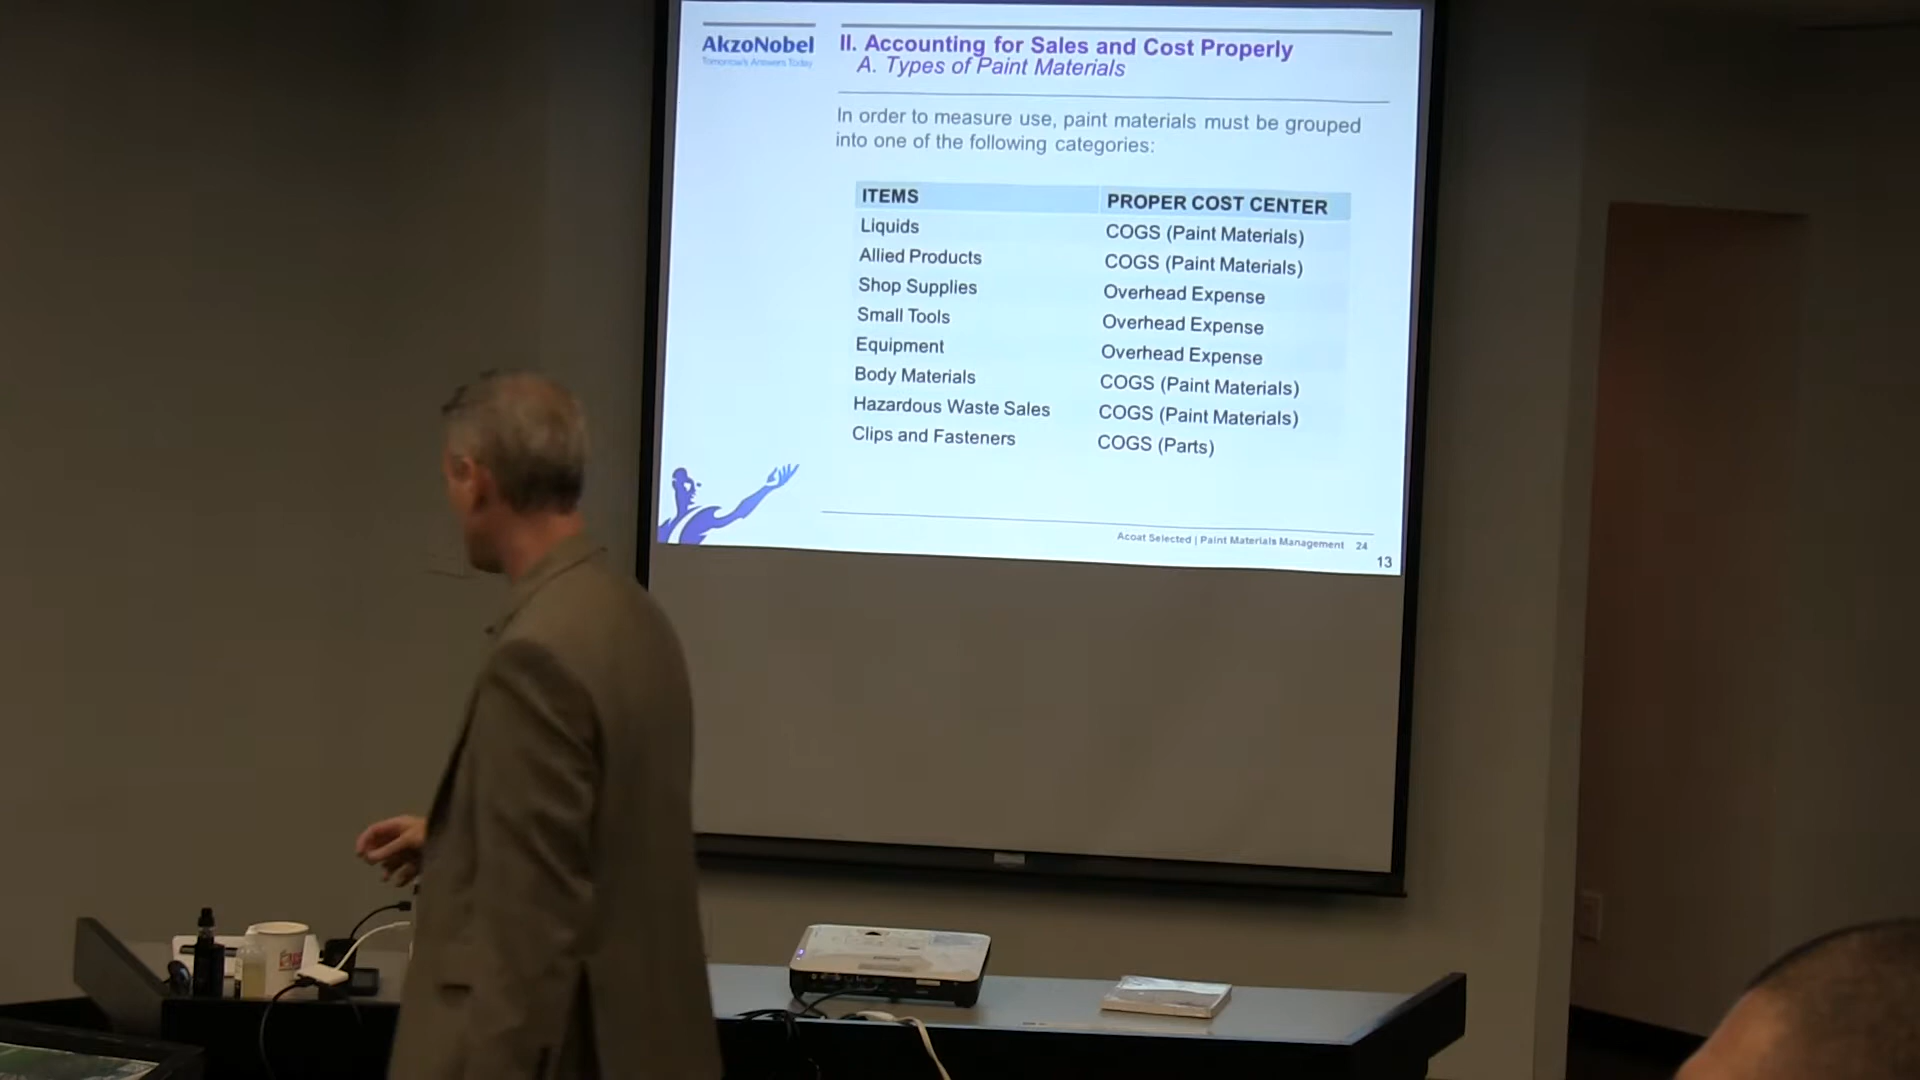 AkzoNobel
Tomorrow's Answers Today
II. Accounting for Sales and Cost Properly
A. Types of Paint Materials
In order to measure use, paint materials must be grouped
into one of the following categories:
ITEMS PROPER COST CENTER
Liquids COGS (Paint Materials)
Allied Products COGS (Paint Materials)
Shop Supplies Overhead Expense
Small Tools Overhead Expense
Equipment Overhead Expense
Body Materials COGS (Paint Materials)
Hazardous Waste Sales COGS (Paint Materials)
Clips and Fasteners COGS (Parts)
Acoat Selected | Paint Materials Management 24
13